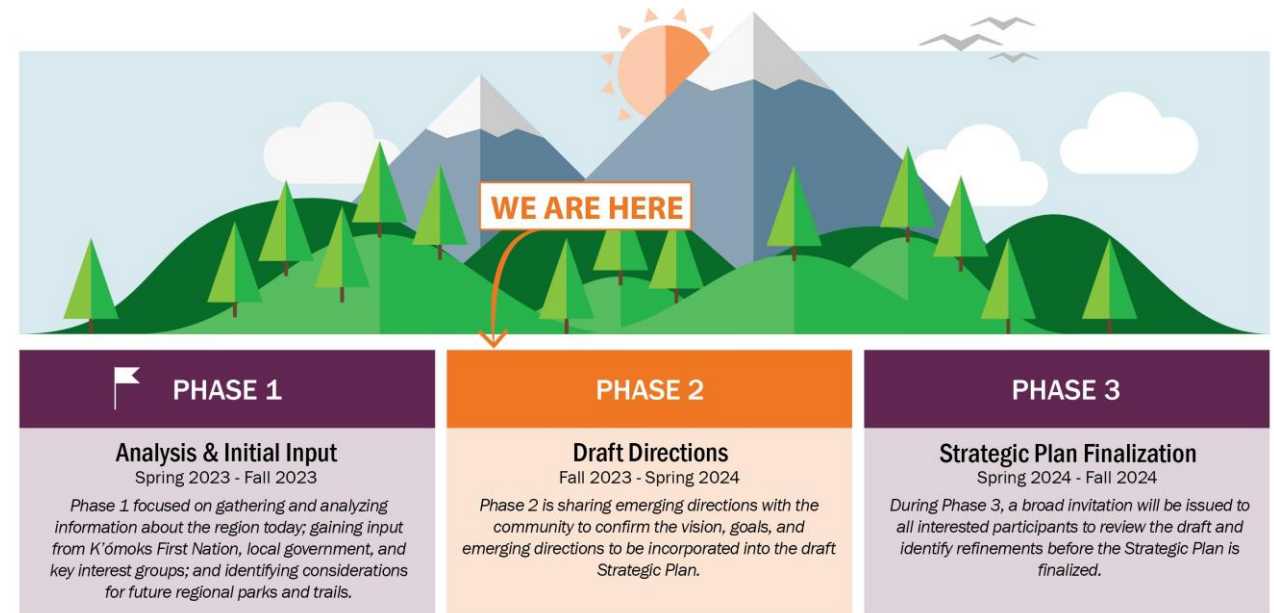 WE ARE HERE
PHASE 1
Analysis & Initial Input
Spring 2023 - Fall 2023
Phase 1 focused on gathering and analyzing
information about the region today; gaining input
from K’ómoks First Nation, local government, and
key interest groups; and identifying considerations
for future regional parks and trails.
PHASE 2
Draft Directions
Fall 2023 - Spring 2024
Phase 2 is sharing emerging directions with the
community to confirm the vision, goals, and
emerging directions to be incorporated into the draft
Strategic Plan.
PHASE 3
Strategic Plan Finalization
Spring 2024 - Fall 2024
During Phase 3, a broad invitation will be issued to
all interested participants to review the draft and
identify refinements before the Strategic Plan is
finalized.